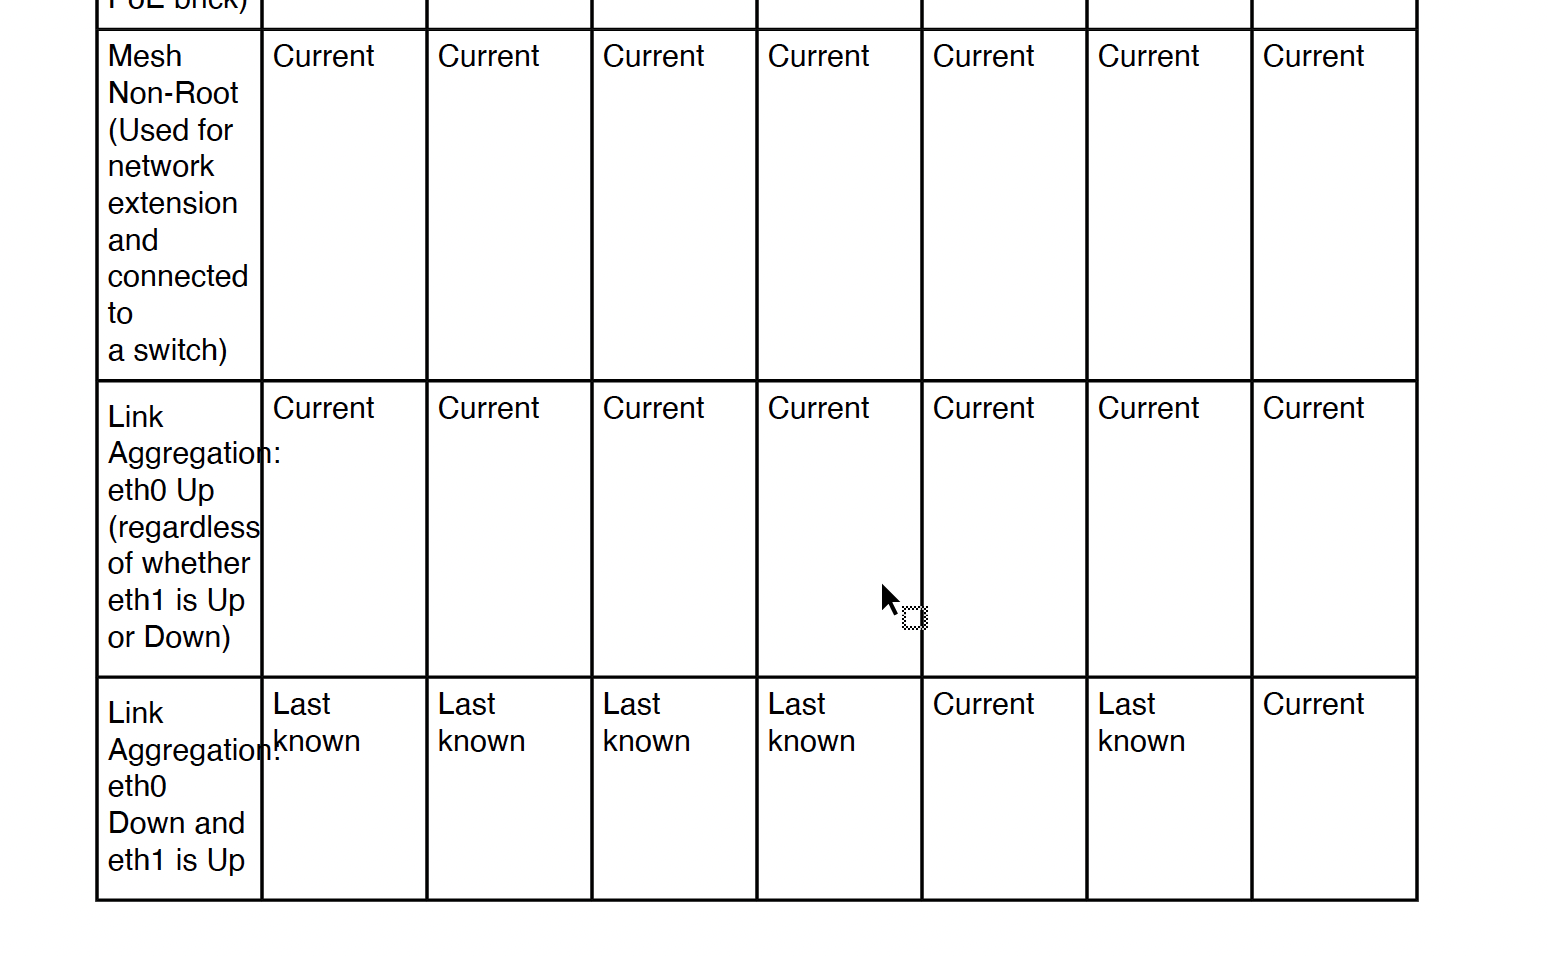 PoE brick)
Mesh Current Current Current Current Current Current Current
Non-Root
(Used for
network
extension
and
connected
to
a switch)
Link Current Current Current Current Current Current Current
Aggregation:
eth0 Up
(regardless
of whether
eth1 is Up
or Down)
Link Last Last Last Last Current Last Current
Aggregation: known known known known known
eth0
Down and
eth1 is Up